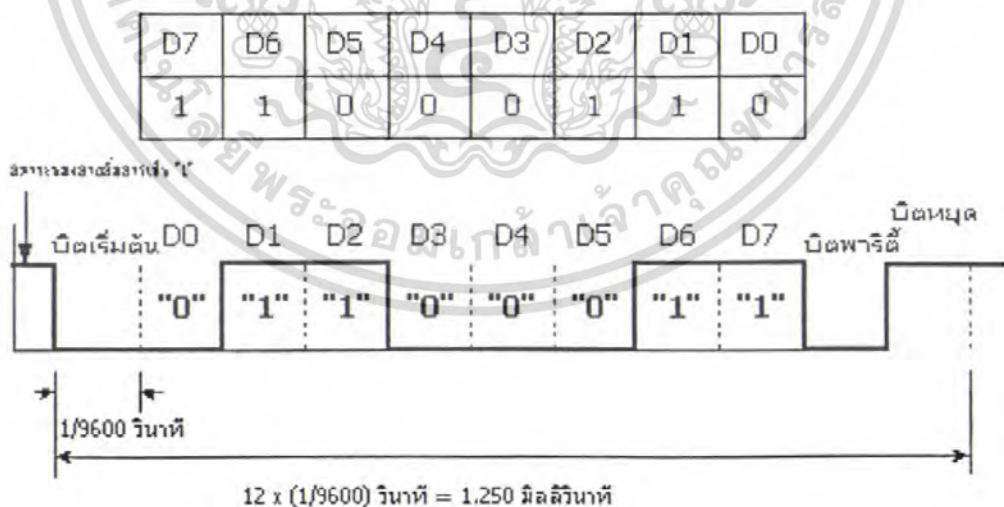 D7 D6 D5 D4 D3 D2 D1 D0
1 1 0 0 0 1 1 0
บิตหยุด
บิตเริ่มต้น D0 D1 D2 D3 D4 D5 D6 D7 บิตพาริตี้
"0" "1" "1" "0" "0" "0" "1" "1"
1/9600 วินาที
12 x (1/9600) วินาที = 1.250 มิลลิวินาที